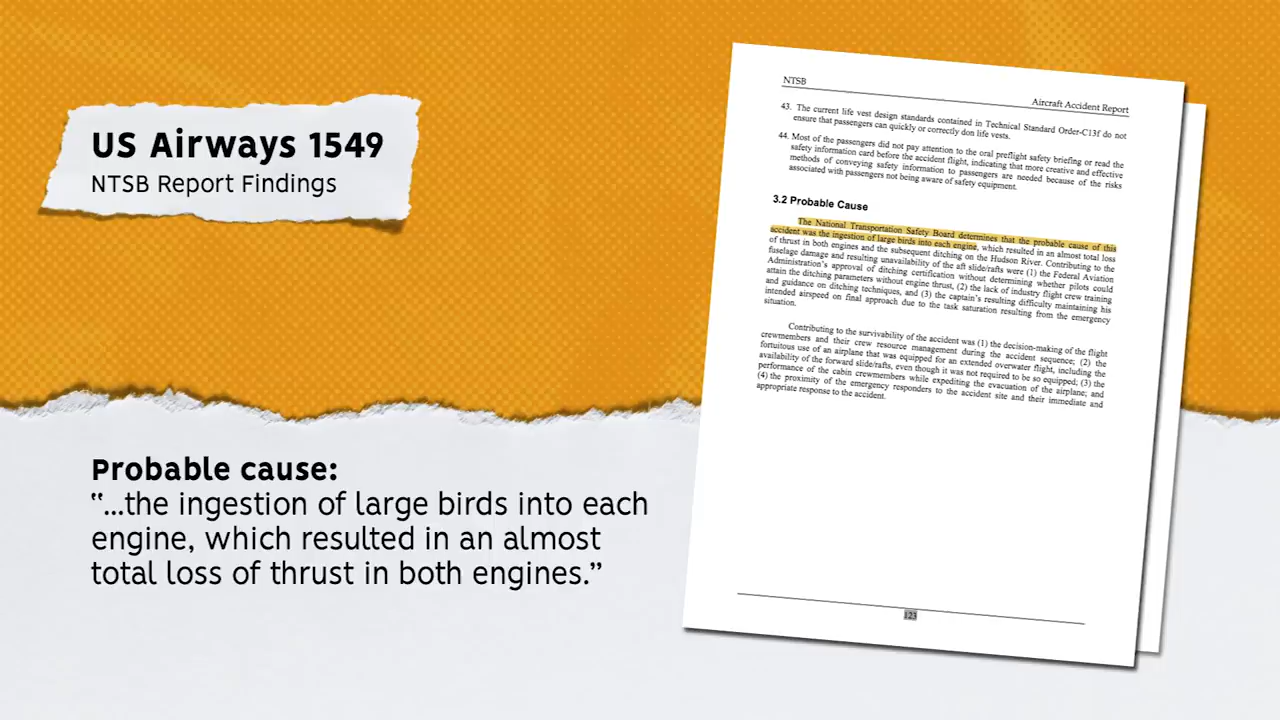 US Airways 1549
NTSB Report Findings
Probable cause:
“...the ingestion of large birds into each
engine, which resulted in an almost
total loss of thrust in both engines.”
NTSB
Aircraft Accident Report
43. The current life vest design standards contained in Technical Standard Order-C13f do not
ensure that passengers can quickly or correctly don life vests.
44. Most of the passengers did not pay attention to the oral preflight safety briefing or read the
safety information card before the accident flight, indicating that more creative and effective
methods of conveying safety information to passengers are needed because of the risks
associated with passengers not being aware of safety equipment.
3.2 Probable Cause
The National Transportation Safety Board determines that the probable cause of this
accident was the ingestion of large birds into each engine, which resulted in an almost total loss
of thrust in both engines and the subsequent ditching on the Hudson River. Contributing to the
fuselage damage and resulting unavailability of the aft slide/rafts were (1) the Federal Aviation
Administration’s approval of ditching certification without determining whether pilots could
attain the ditching parameters without engine thrust, (2) the lack of industry flight crew training
and guidance on ditching techniques, and (3) the captain’s resulting difficulty maintaining his
intended airspeed on final approach due to the task saturation resulting from the emergency
situation.
Contributing to the survivability of the accident was (1) the decision-making of the flight
crewmembers and their crew resource management during the accident sequence; (2) the
fortuitous use of an airplane that was equipped for an extended overwater flight, including the
availability of the forward slide/rafts, even though it was not required to be so equipped; (3) the
performance of the cabin crewmembers while expediting the evacuation of the airplane; and
(4) the proximity of the emergency responders to the accident site and their immediate and
appropriate response to the accident.
123